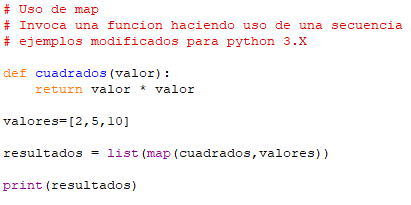 # Uso de map
# Invoca una funcion haciendo uso de una secuencia
# ejemplos modificados para python 3.X
def cuadrados(valor):
    return valor * valor
valores=[2,5,10]
resultados = list(map(cuadrados,valores))
print(resultados)